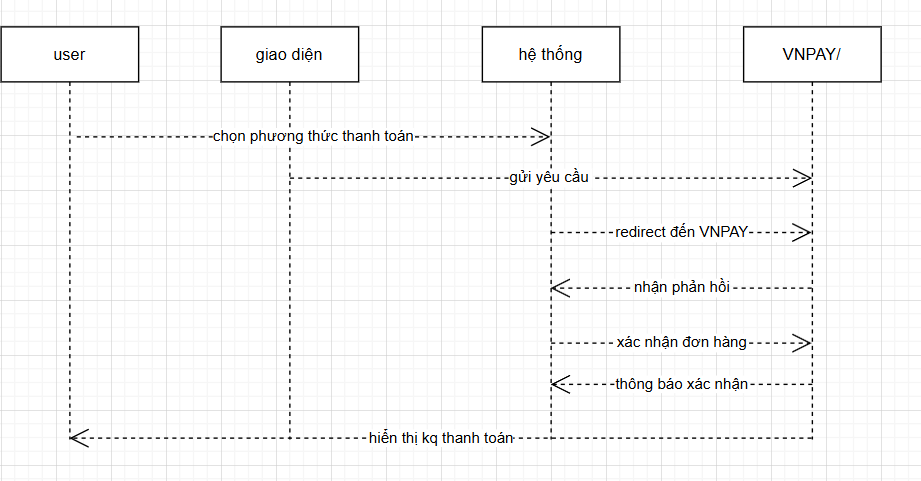 user
giao diện
hệ thống
VNPAY/
chọn phương thức thanh toán
gửi yêu cầu
redirect đến VNPAY
nhận phản hồi
xác nhận đơn hàng
thông báo xác nhận
hiển thị kq thanh toán